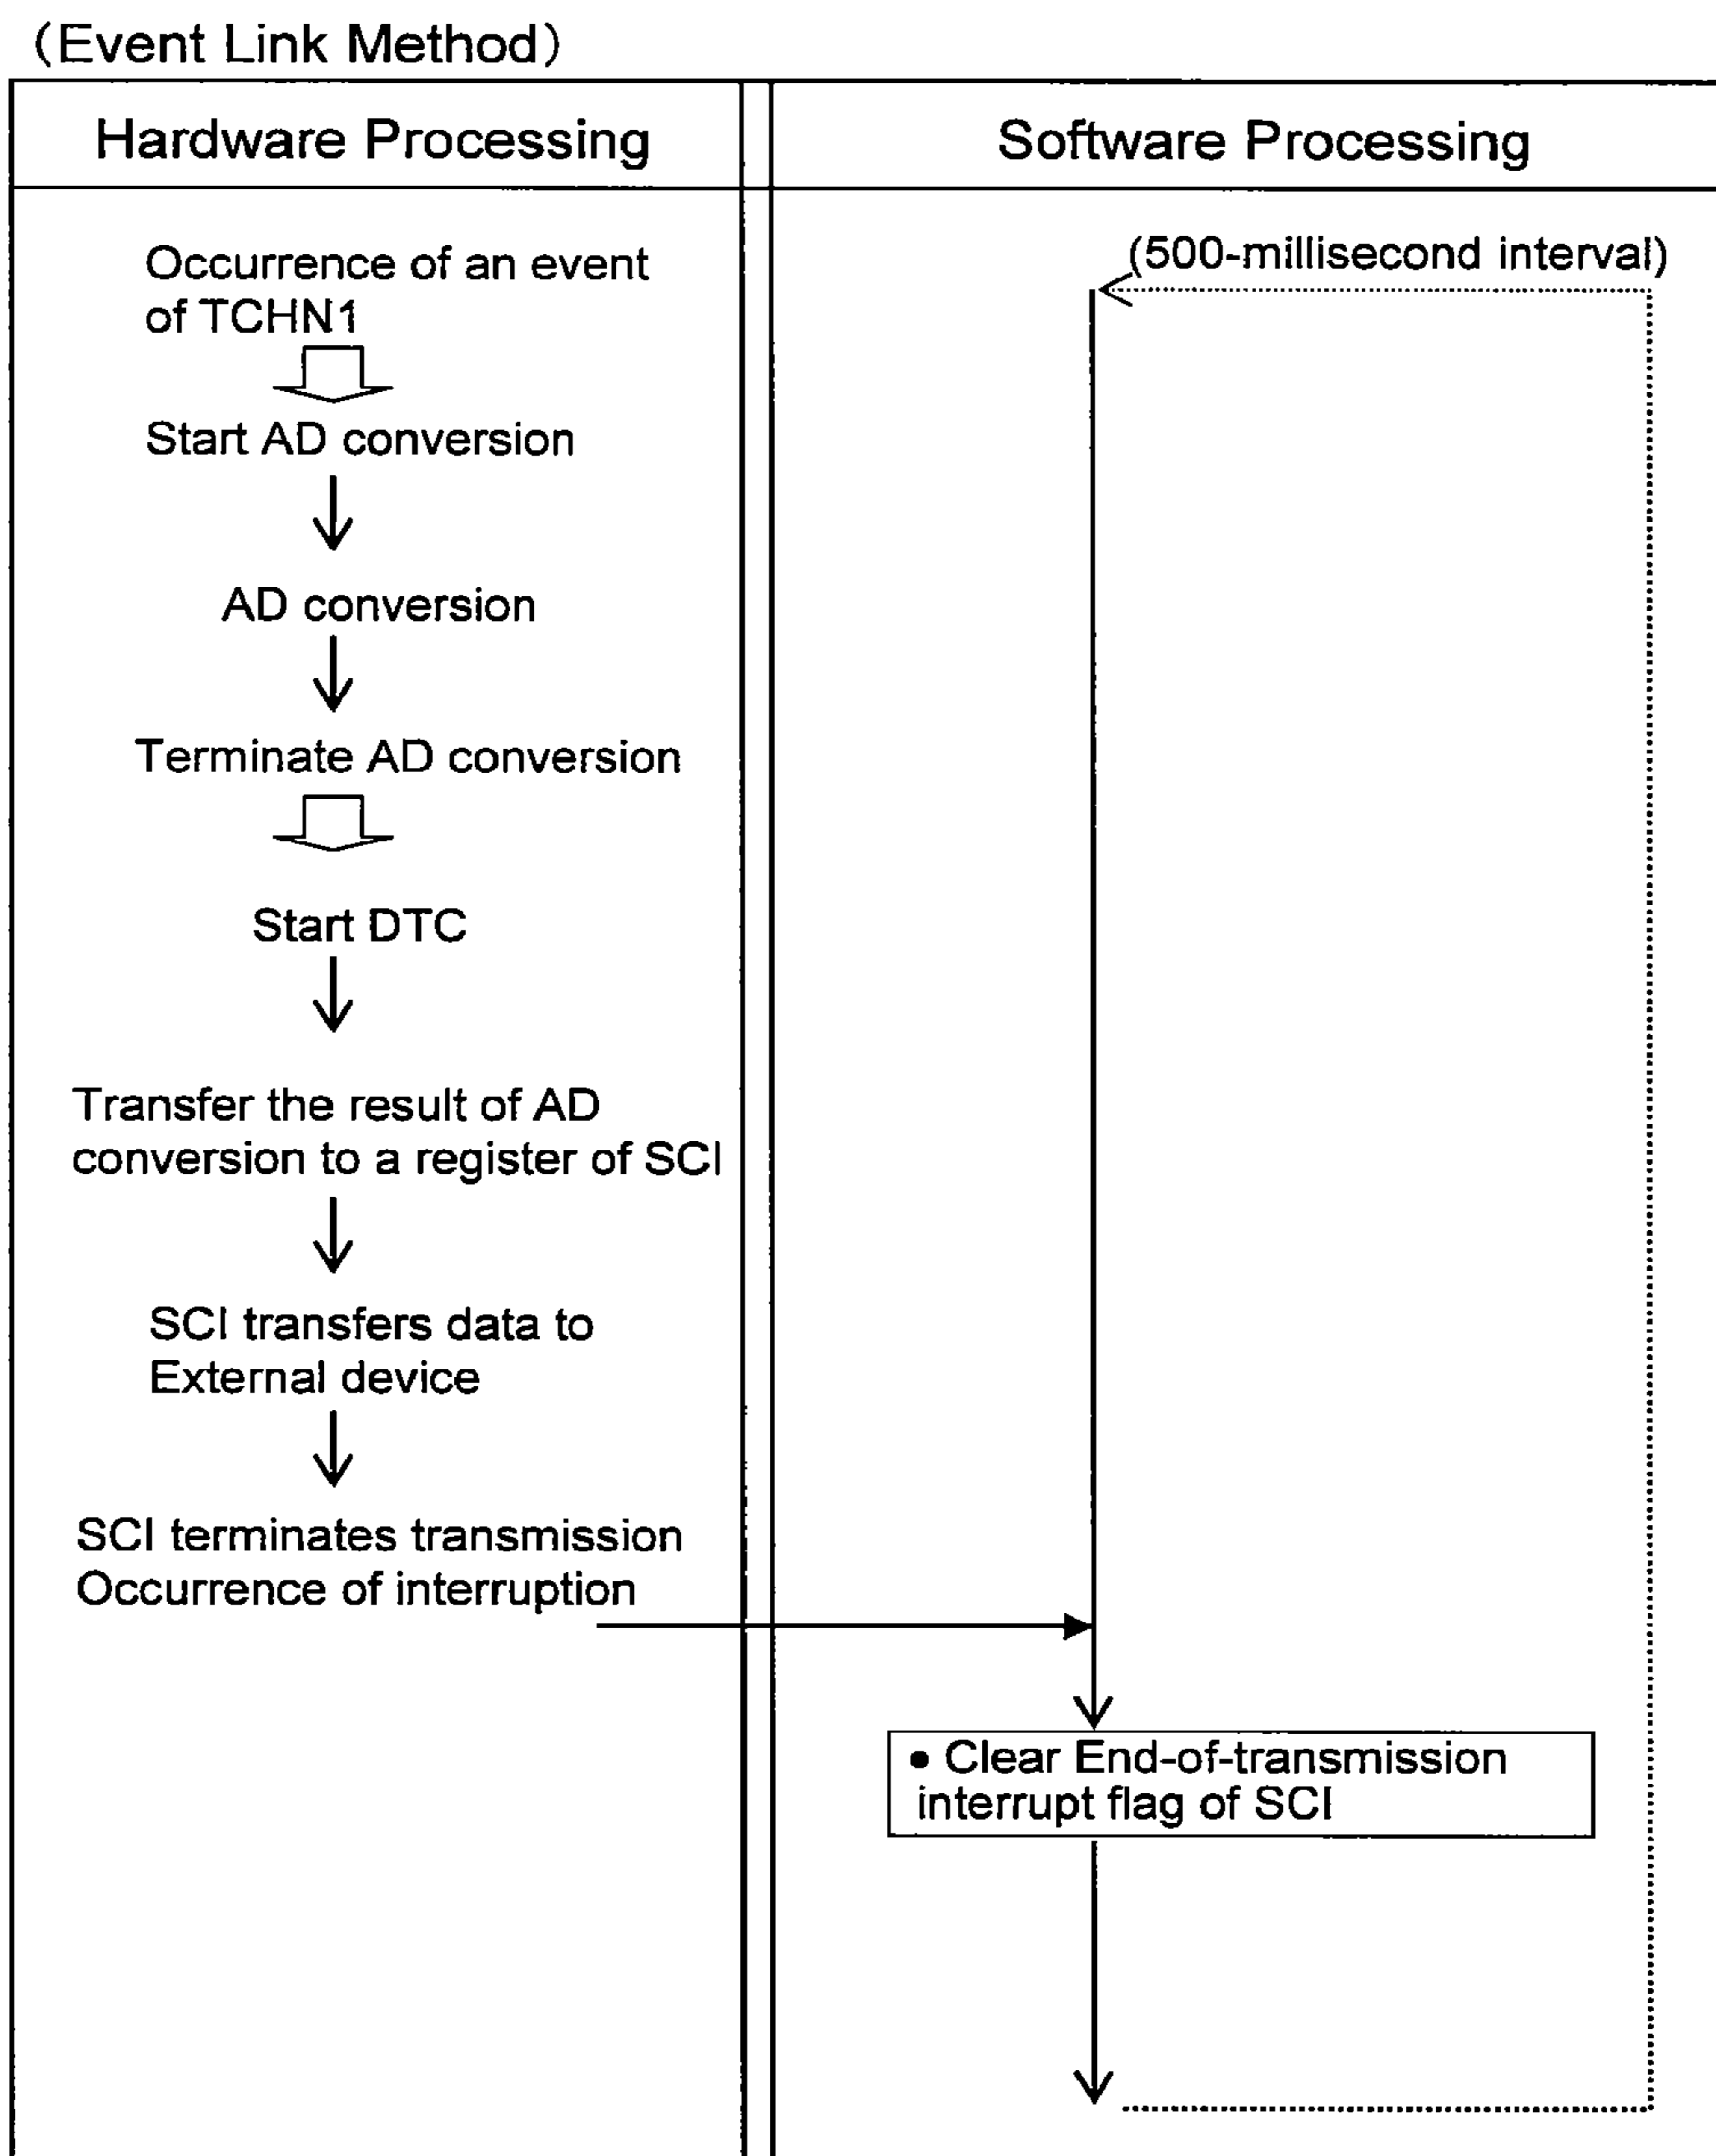 (Event Link Method)
Hardware Processing
Software Processing
Occurrence of an event
of TCHN1
Start AD conversion
AD conversion
Terminate AD conversion
Start DTC
Transfer the result of AD
conversion to a register of SCI
SCI transfers data to
External device
SCI terminates transmission
Occurrence of interruption
(500-millisecond interval)
• Clear End-of-transmission
interrupt flag of SCI